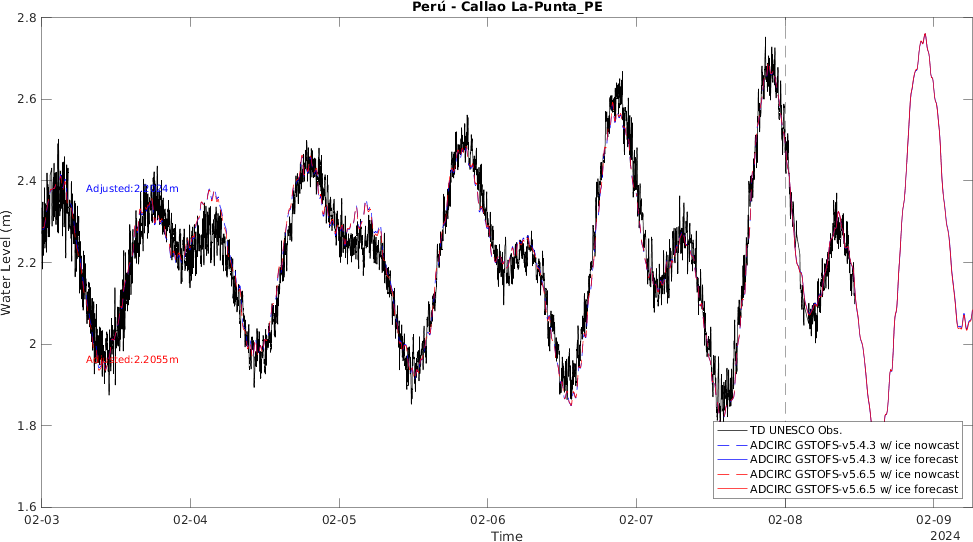 Perú - Callao La-Punta_PE
2.8
2.6
2.4
2.2
2
1.8
1.6
Water Level (m)
Adjusted:2.2055m
TD UNESCO Obs.
ADCIRC GSTOFS-v5.4.3 w/ ice nowcast
ADCIRC GSTOFS-v5.4.3 w/ ice forecast
ADCIRC GSTOFS-v5.6.5 w/ ice nowcast
ADCIRC GSTOFS-v5.6.5 w/ ice forecast
02-03
02-04
02-05
02-06
02-07
02-08
02-09
Time
2024